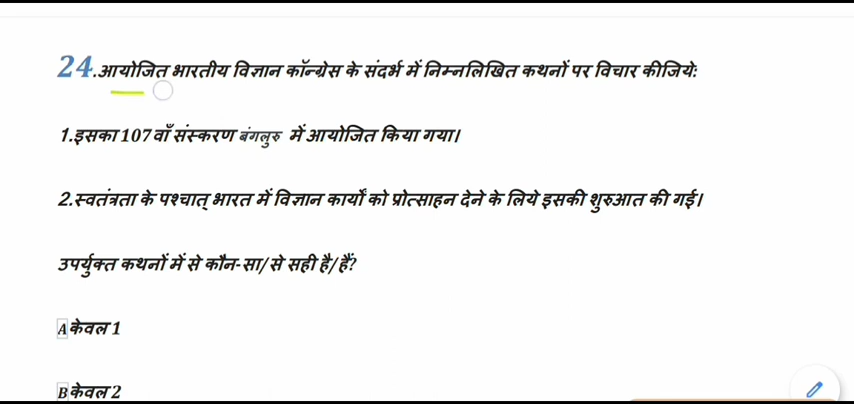 24.आयोजित भारतीय विज्ञान कॉन्ग्रेस के संदर्भ में निम्नलिखित कथनों पर विचार कीजिये:
1.इसका 107 वाँ संस्करण बंगलुरु में आयोजित किया गया।
2.स्वतंत्रता के पश्चात् भारत में विज्ञान कार्यों को प्रोत्साहन देने के लिये इसकी शुरुआत की गई।
उपर्युक्त कथनों में से कौन-सा/से सही है/हैं?
A केवल 1
B केवल 2